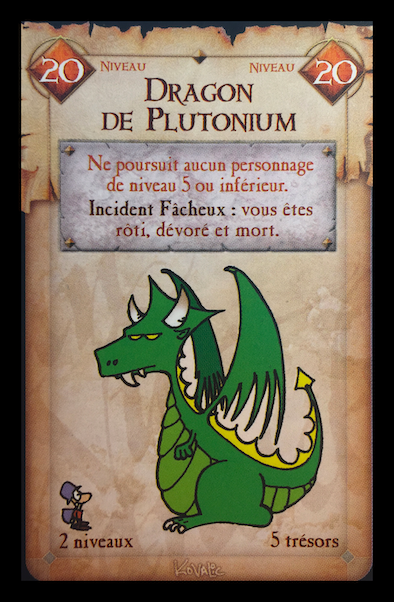 20 Niveau Niveau 20
Dragon
de Plutonium
Ne poursuit aucun personnage
de niveau 5 ou inférieur.
Incident Fâcheux : vous êtes
rôti, dévoré et mort.
2 niveaux 5 trésors
Kovalic